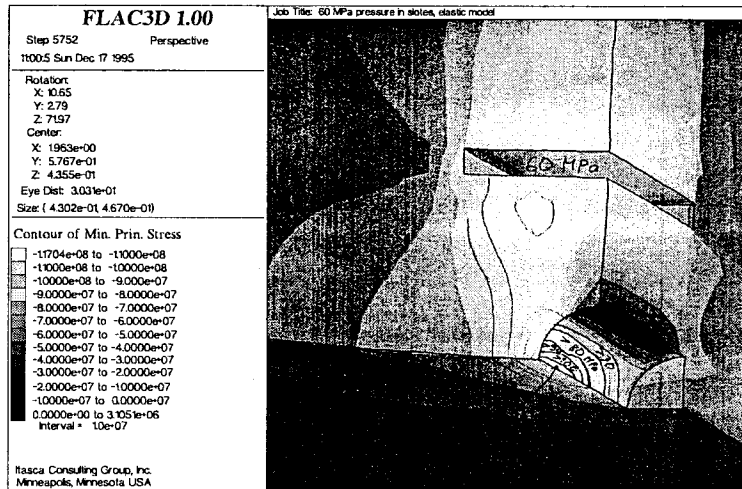 FLAC3D 1.00
Step 5752 Perspective
11:00:5 Sun Dec 17 1995
Rotation:
X: 10.65
Y: 2.79
Z: 71.97
Center:
X: 1.963e+00
Y: 5.767e-01
Z: 4.355e-01
Eye Dist: 3.031e+01
Size: ( 4.302e-01, 4.670e-01)
Contour of Min. Prin. Stress
-1.1704e+08 to -1.1000e+08
-1.1000e+08 to -1.0000e+08
-1.0000e+08 to -9.000e+07
-9.0000e+07 to -8.0000e+07
-8.0000e+07 to -7.0000e+07
-7.0000e+07 to -6.0000e+07
-6.0000e+07 to -5.0000e+07
-5.0000e+07 to -4.0000e+07
-4.0000e+07 to -3.0000e+07
-3.0000e+07 to -2.0000e+07
-2.0000e+07 to -1.0000e+07
-1.0000e+07 to 0.0000e+07
0.0000e+00 to 3.1051e+06
Interval = 1.0e+07
Itasca Consulting Group, Inc.
Minneapolis, Minnesota USA
Job Title: 60 MPa pressure in slotes, elastic model
60 MPa